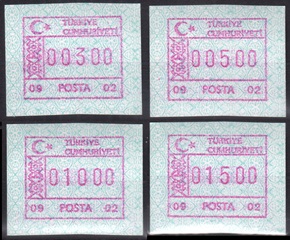 TÜRKİYE
CUMHURİYETİ
00300
09 POSTA 02
TÜRKİYE
CUMHURİYETİ
00500
09 POSTA 02
TÜRKİYE
CUMHURİYETİ
01000
09 POSTA 02
TÜRKİYE
CUMHURİYETİ
01500
09 POSTA 02